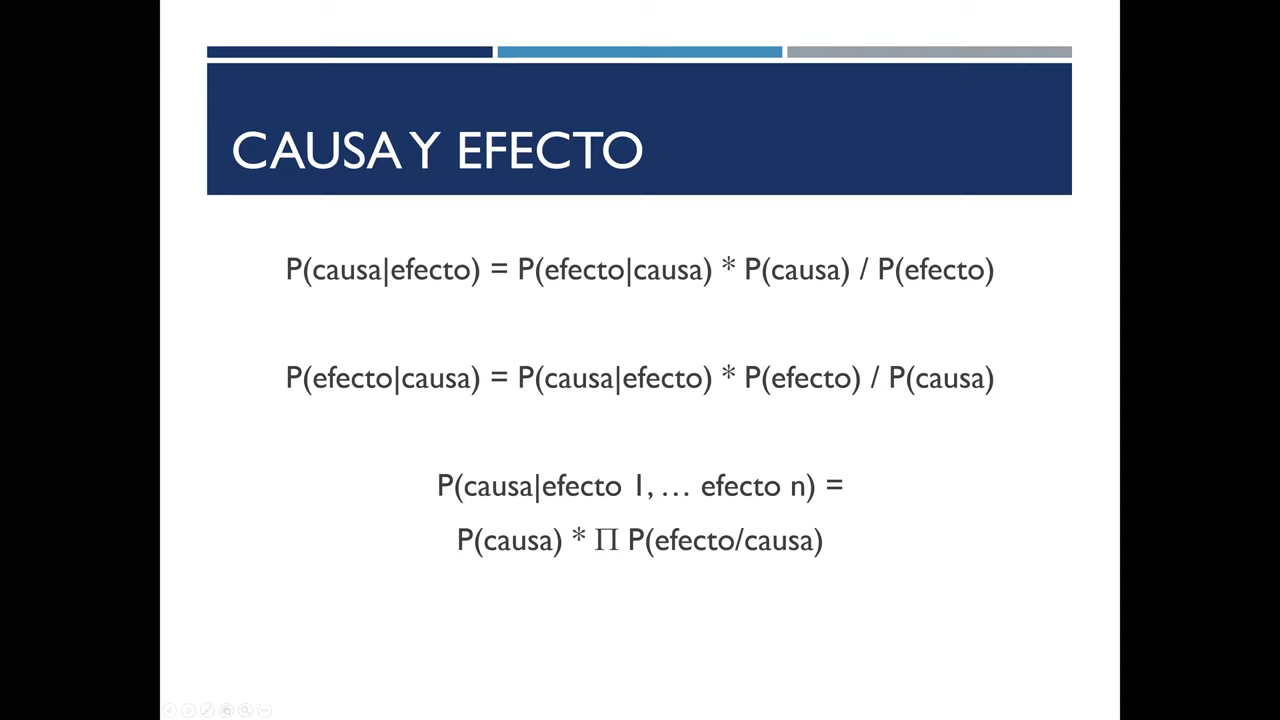 CAUSA Y EFECTO
P(causa|efecto) = P(efecto|causa) * P(causa) / P(efecto)
P(efecto|causa) = P(causa|efecto) * P(efecto) / P(causa)
P(causa|efecto 1, … efecto n) =
P(causa) * Π P(efecto/causa)